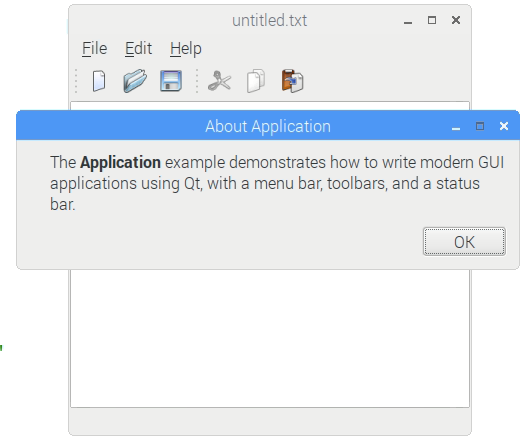 untitled.txt
File Edit Help
About Application
The Application example demonstrates how to write modern GUI
applications using Qt, with a menu bar, toolbars, and a status
bar.
OK